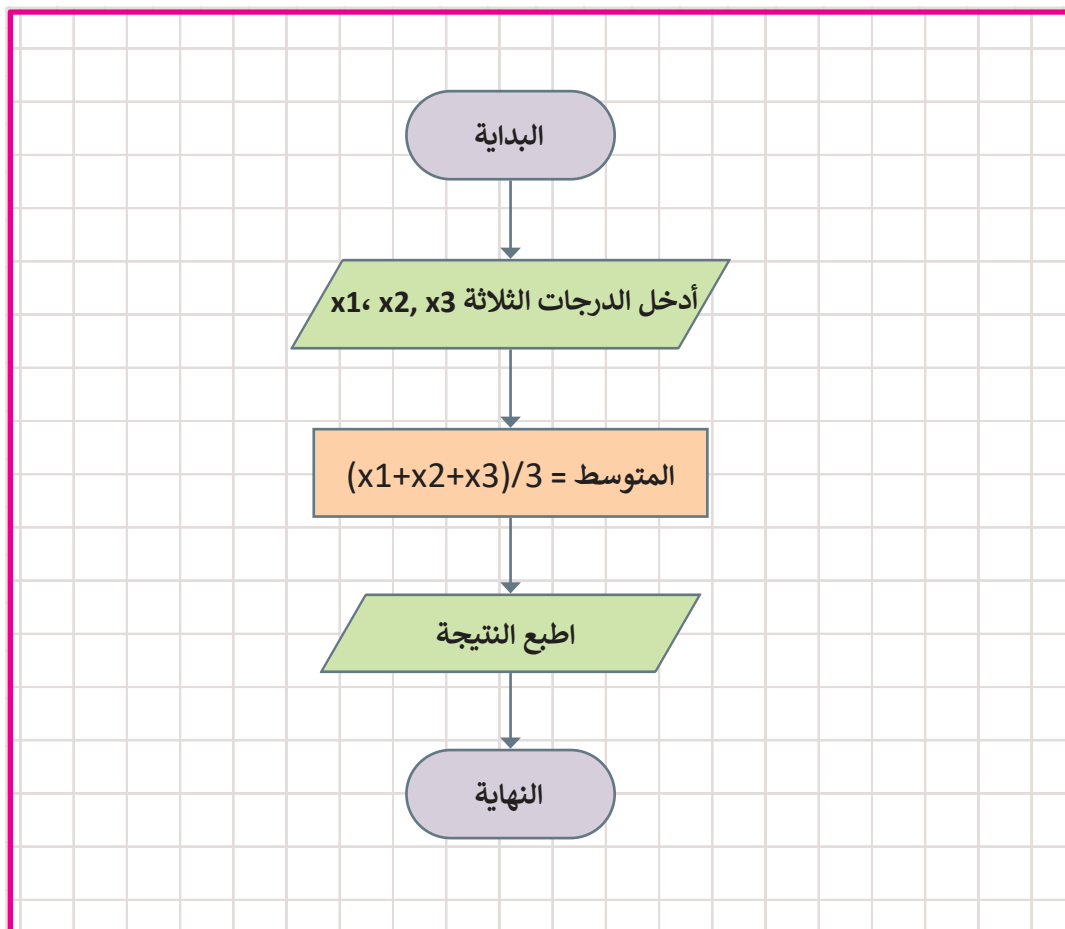 البداية
أدخل الدرجات الثلاثة x1، x2, x3
المتوسط = (x1+x2+x3)/3
اطبع النتيجة
النهاية